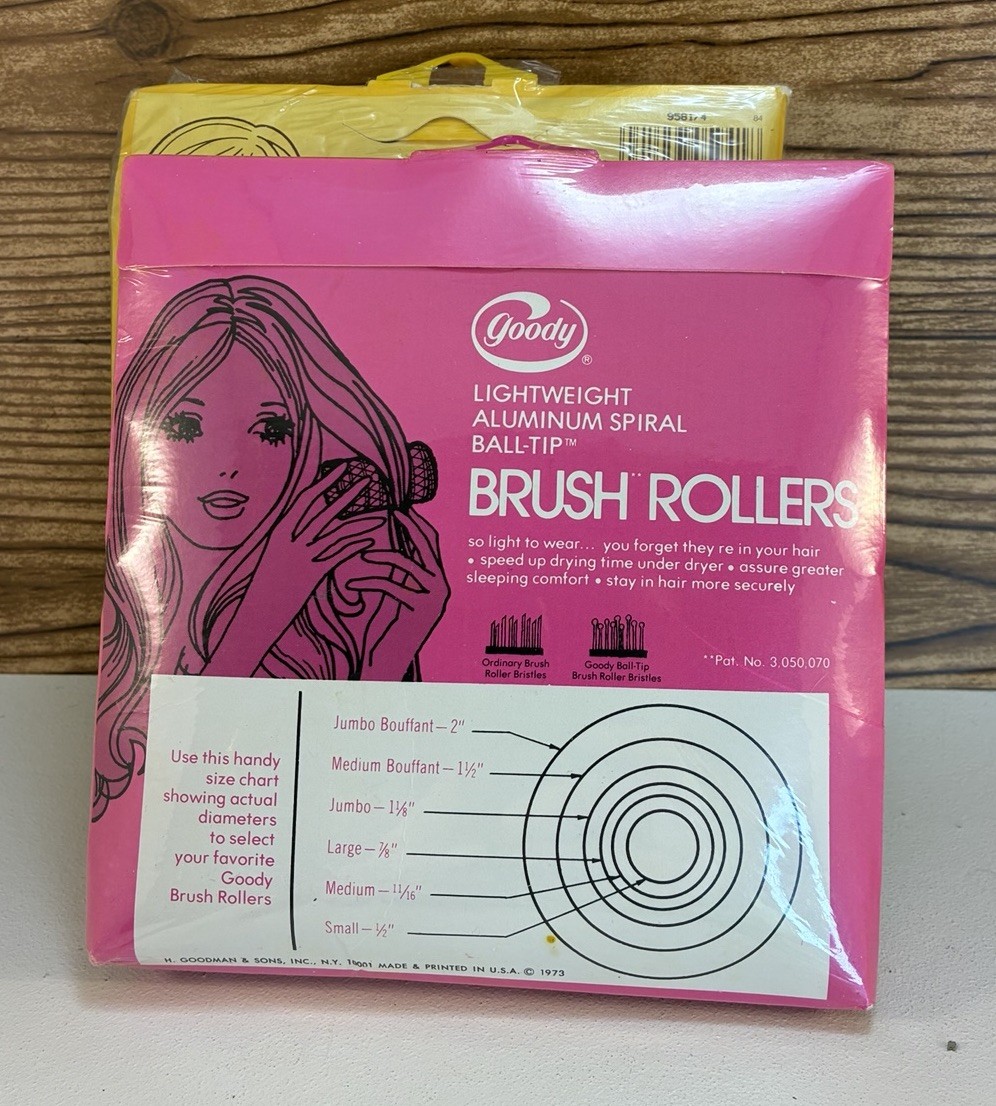 958174 84
goody®
LIGHTWEIGHT
ALUMINUM SPIRAL
BALL-TIP™
BRUSH** ROLLERS
so light to wear... you forget they re in your hair
• speed up drying time under dryer • assure greater
sleeping comfort • stay in hair more securely
Ordinary Brush
Roller Bristles
Goody Ball-Tip
Brush Roller Bristles
**Pat. No. 3,050,070
Use this handy
size chart
showing actual
diameters
to select
your favorite
Goody
Brush Rollers
Jumbo Bouffant — 2"
Medium Bouffant — 1½"
Jumbo — 1⅛"
Large — ⅞"
Medium — 11/16"
Small — ½"
H. GOODMAN & SONS, INC., N.Y. 10001 MADE & PRINTED IN U.S.A. © 1973